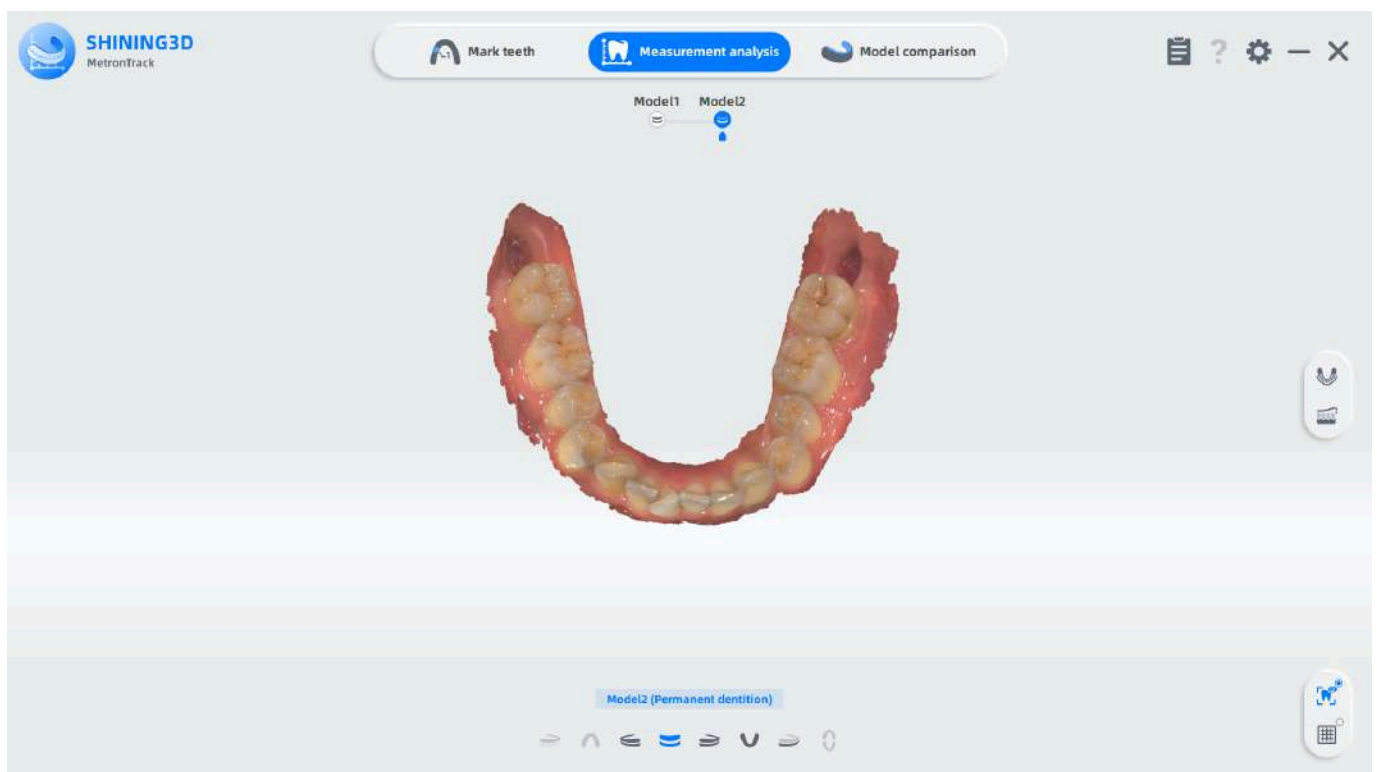 SHINING3D
MetronTrack
Mark teeth
Measurement analysis
Model comparison
Model1 Model2
Model2 (Permanent dentition)